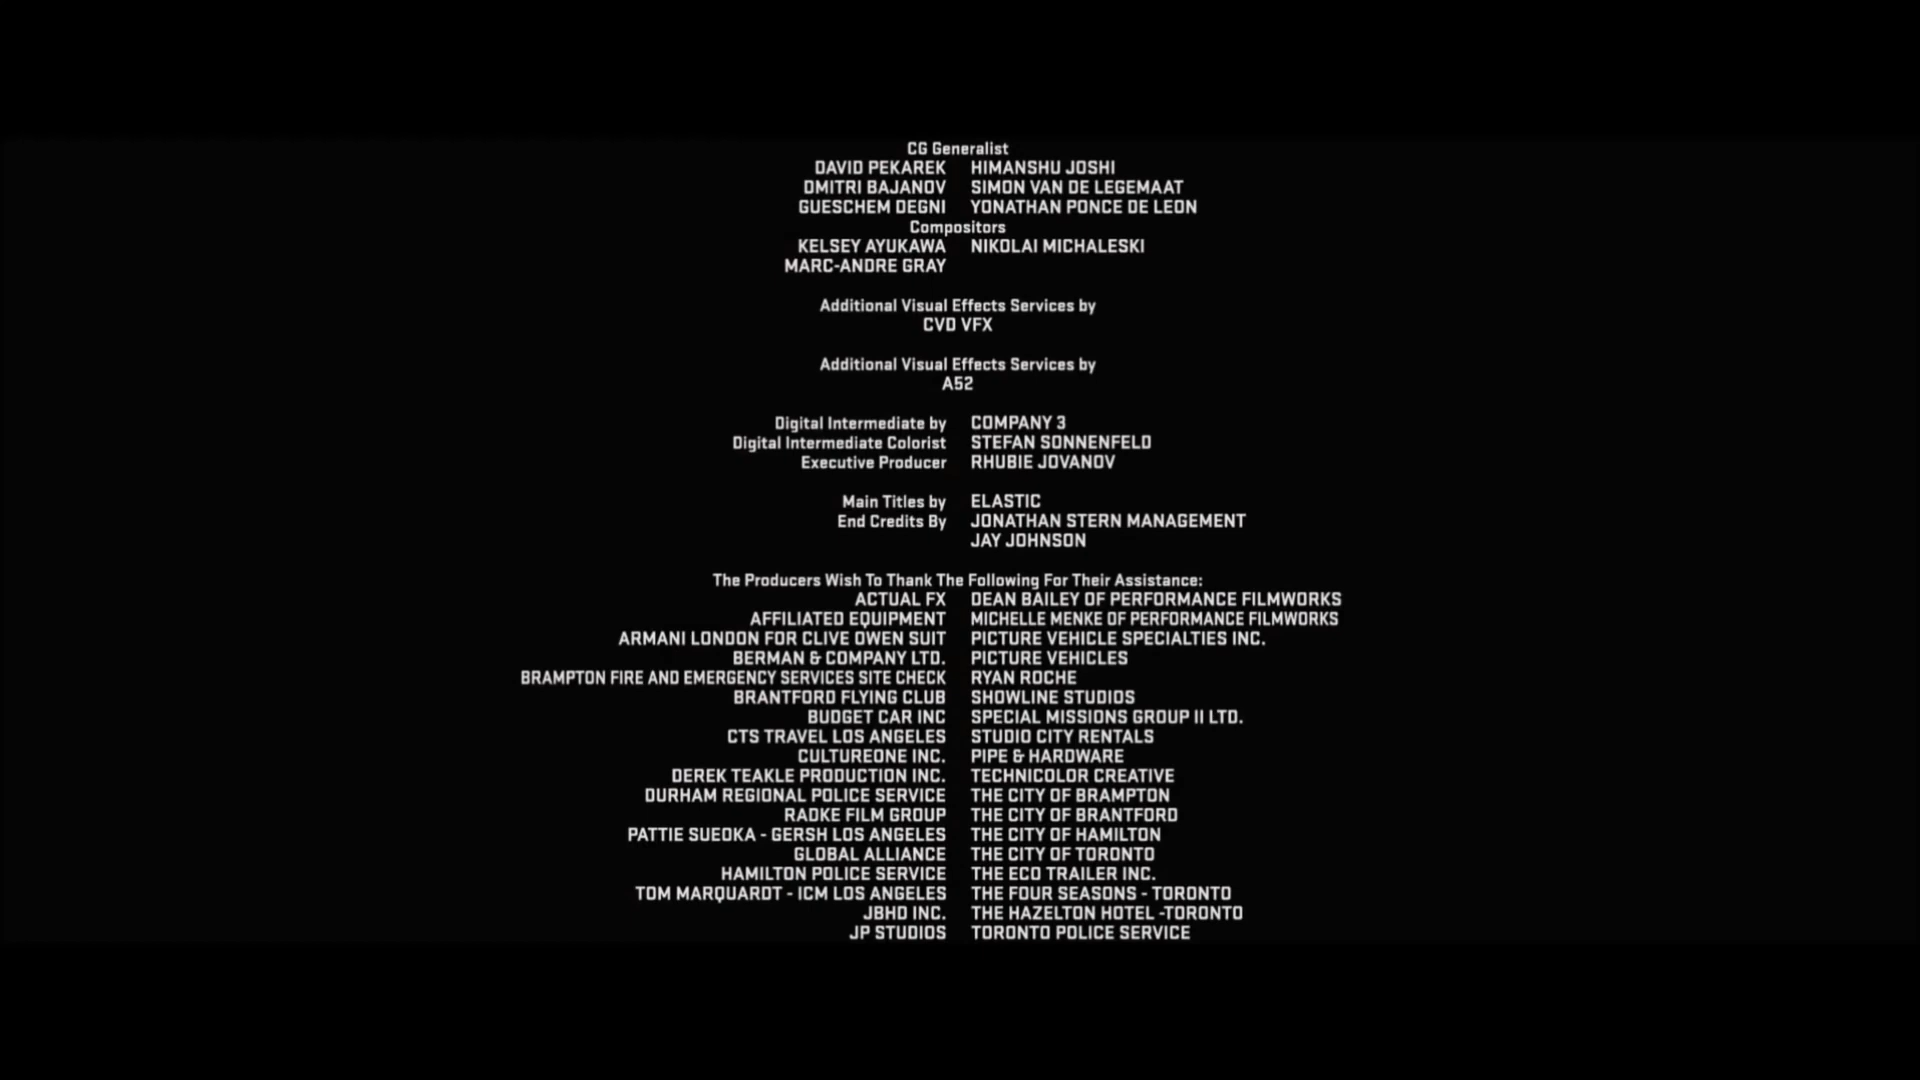 CG Generalist
DAVID PEKAREK HIMANSHU JOSHI
DMITRI BAJANOV SIMON VAN DE LEGEMAAT
GUESCHEM DEGNI YONATHAN PONCE DE LEON
Compositors
KELSEY AYUKAWA NIKOLAI MICHALESKI
MARC-ANDRE GRAY
Additional Visual Effects Services by
CVD VFX
Additional Visual Effects Services by
A52
Digital Intermediate by COMPANY 3
Digital Intermediate Colorist STEFAN SONNENFELD
Executive Producer RHUBIE JOVANOV
Main Titles by ELASTIC
End Credits By JONATHAN STERN MANAGEMENT
JAY JOHNSON
The Producers Wish To Thank The Following For Their Assistance:
ACTUAL FX DEAN BAILEY OF PERFORMANCE FILMWORKS
AFFILIATED EQUIPMENT MICHELLE MENKE OF PERFORMANCE FILMWORKS
ARMANI LONDON FOR CLIVE OWEN SUIT PICTURE VEHICLE SPECIALTIES INC.
BERMAN & COMPANY LTD. PICTURE VEHICLES
BRAMPTON FIRE AND EMERGENCY SERVICES SITE CHECK RYAN ROCHE
BRANTFORD FLYING CLUB SHOWLINE STUDIOS
BUDGET CAR INC SPECIAL MISSIONS GROUP II LTD.
CTS TRAVEL LOS ANGELES STUDIO CITY RENTALS
CULTUREONE INC. PIPE & HARDWARE
DEREK TEAKLE PRODUCTION INC. TECHNICOLOR CREATIVE
DURHAM REGIONAL POLICE SERVICE THE CITY OF BRAMPTON
RADKE FILM GROUP THE CITY OF BRANTFORD
PATTIE SUEOKA - GERSH LOS ANGELES THE CITY OF HAMILTON
GLOBAL ALLIANCE THE CITY OF TORONTO
HAMILTON POLICE SERVICE THE ECO TRAILER INC.
TOM MARQUARDT - ICM LOS ANGELES THE FOUR SEASONS - TORONTO
JBHD INC. THE HAZELTON HOTEL -TORONTO
JP STUDIOS TORONTO POLICE SERVICE